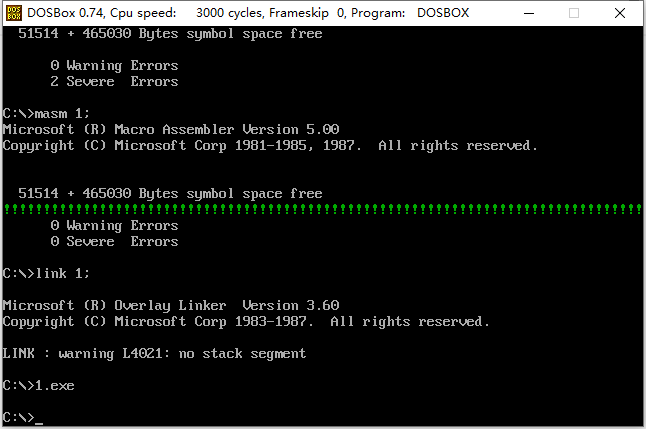 DOS BOX DOSBox 0.74, Cpu speed: 3000 cycles, Frameskip 0, Program: DOSBOX
51514 + 465030 Bytes symbol space free
0 Warning Errors
2 Severe Errors
C:\>masm 1;
Microsoft (R) Macro Assembler Version 5.00
Copyright (C) Microsoft Corp 1981-1985, 1987. All rights reserved.
51514 + 465030 Bytes symbol space free
!!!!!!!!!!!!!!!!!!!!!!!!!!!!!!!!!!!!!!!!!!!!!!!!!!!!!!!!!!!!!!!!!!!!!!!!!!!!!!!!
0 Warning Errors
0 Severe Errors
C:\>link 1;
Microsoft (R) Overlay Linker Version 3.60
Copyright (C) Microsoft Corp 1983-1987. All rights reserved.
LINK : warning L4021: no stack segment
C:\>1.exe
C:\>_